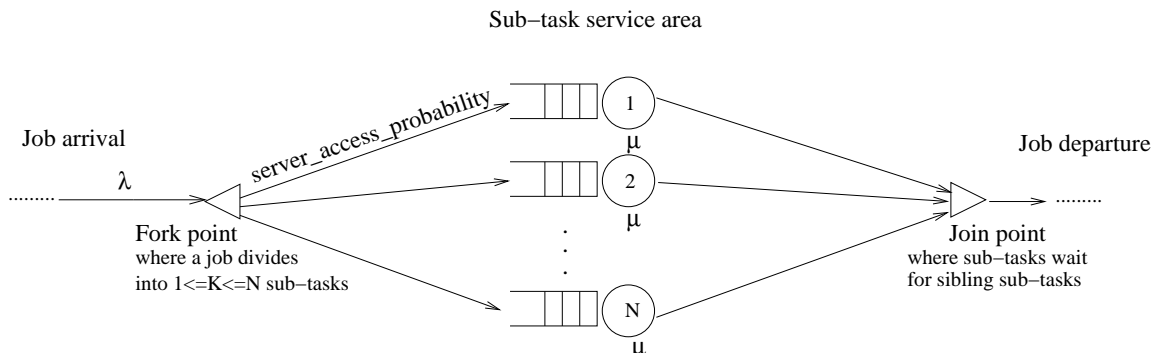 Sub−task service area
Job arrival
λ
.........
server_access_probability
1
μ
2
μ
.
.
.
N
μ
Fork point
where a job divides
into 1<=K<=N sub−tasks
Job departure
.........
Join point
where sub−tasks wait
for sibling sub−tasks